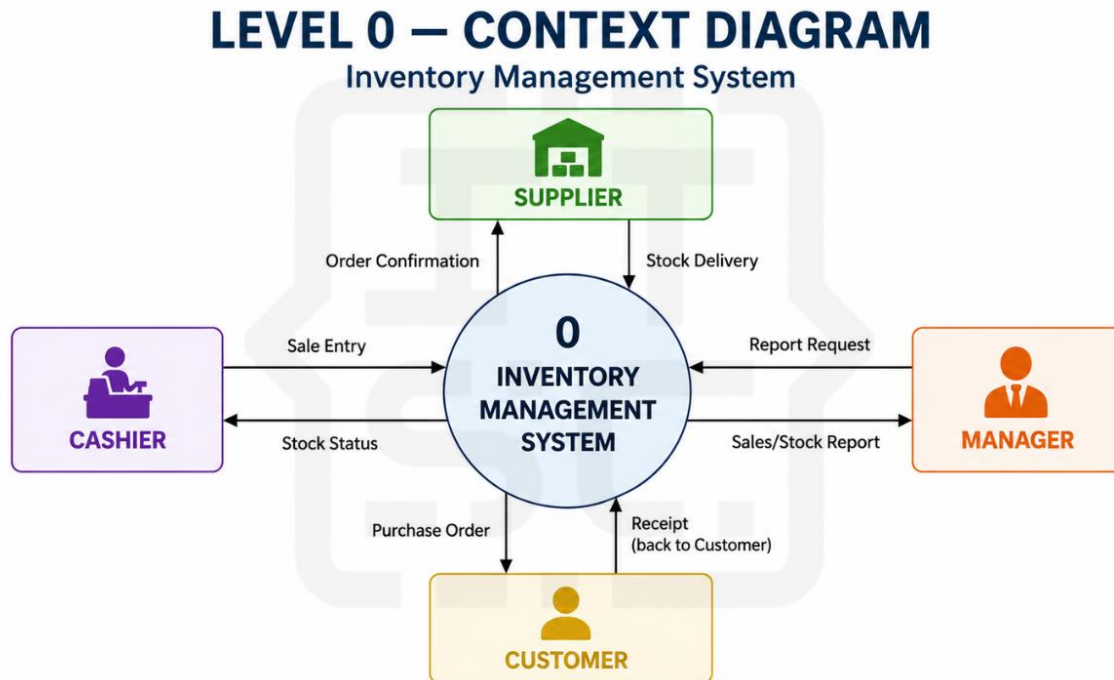 LEVEL 0 — CONTEXT DIAGRAM
Inventory Management System
SUPPLIER
Order Confirmation
Stock Delivery
Sale Entry
Report Request
0
INVENTORY
MANAGEMENT
SYSTEM
CASHIER
MANAGER
Stock Status
Sales/Stock Report
Purchase Order
Receipt
(back to Customer)
CUSTOMER